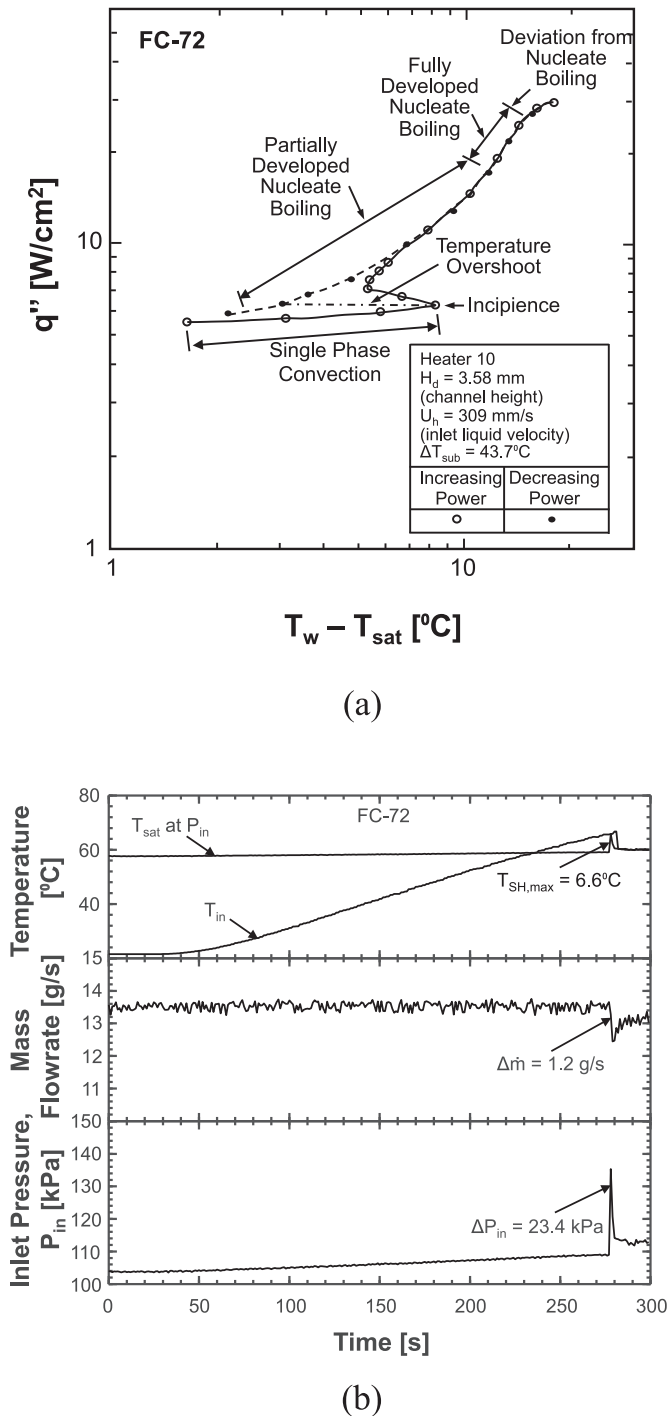 FC-72
Deviation from
Nucleate
Boiling
Fully
Developed
Nucleate
Boiling
Partially
Developed
Nucleate
Boiling
10
Temperature
Overshoot
Incipience
Single Phase
Convection
q" [W/cm²]
Heater 10
H_d = 3.58 mm
(channel height)
U_h = 309 mm/s
(inlet liquid velocity)
ΔT_sub = 43.7⁰C
Increasing Power
Decreasing Power
1
1
10
T_w – T_sat [⁰C]
(a)
Temperature [⁰C]
80
60
40
15
FC-72
T_sat at P_in
T_SH,max = 6.6⁰C
T_in
Mass Flowrate [g/s]
14
13
12
11
Δṁ = 1.2 g/s
Inlet Pressure, P_in [kPa]
150
140
130
120
110
100
ΔP_in = 23.4 kPa
0
50
100
150
200
250
300
Time [s]
(b)